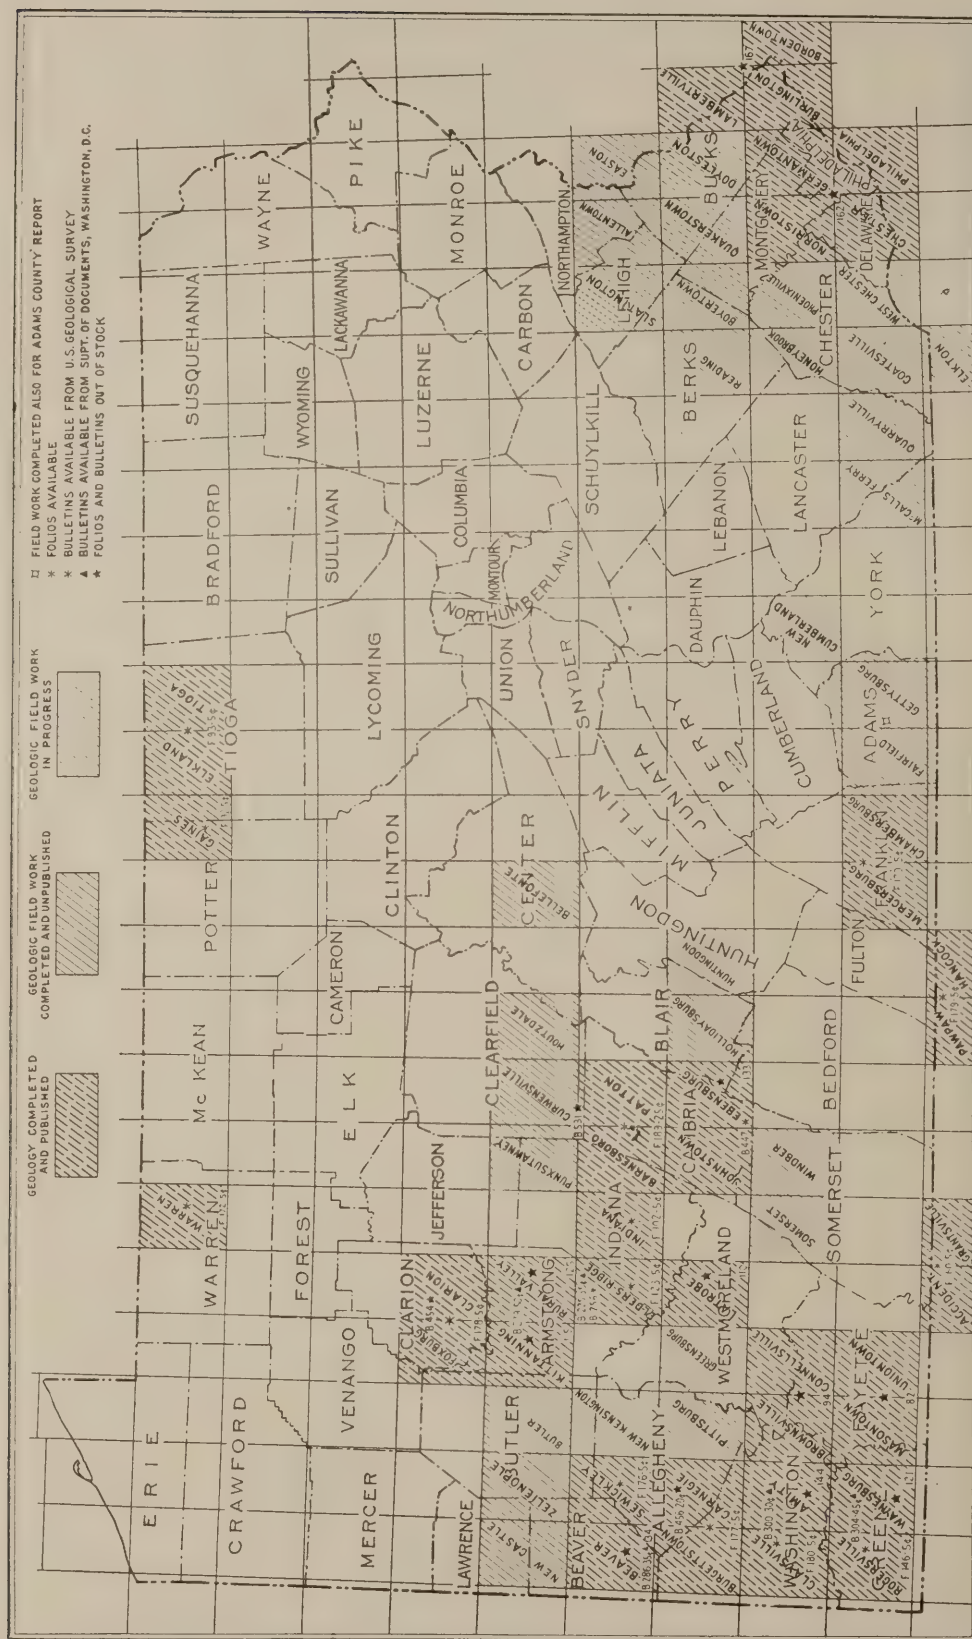 GEOLOGY COMPLETED
AND PUBLISHED
GEOLOGIC FIELD WORK
COMPLETED AND UNPUBLISHED
GEOLOGIC FIELD WORK
IN PROGRESS
¤ FIELD WORK COMPLETED ALSO FOR ADAMS COUNTY REPORT
* FOLIOS AVAILABLE
* BULLETINS AVAILABLE FROM U.S. GEOLOGICAL SURVEY
▲ BULLETINS AVAILABLE FROM SUPT. OF DOCUMENTS, WASHINGTON, D.C.
★ FOLIOS AND BULLETINS OUT OF STOCK
ERIE
CRAWFORD
WARREN
WARREN
Mc KEAN
POTTER
GAINES
ELKLAND
TIOGA
TIOGA
BRADFORD
SUSQUEHANNA
WAYNE
PIKE
MERCER
VENANGO
FOREST
ELK
CAMERON
CLINTON
LYCOMING
SULLIVAN
WYOMING
LACKAWANNA
LUZERNE
MONROE
LAWRENCE
CLARION
FOXBURG
CLARION
JEFFERSON
CLEARFIELD
CENTER
BELLEFONTE
UNION
NORTHUMBERLAND
MONTOUR
COLUMBIA
CARBON
NORTHAMPTON
NEW CASTLE
ZELIENOPLE
BUTLER
BUTLER
KITTANNING
RURAL VALLEY
ARMSTRONG
PUNXSUTAWNEY
CURWENSVILLE
HOUTZDALE
SNYDER
SCHUYLKILL
LEHIGH
SLATINGTON
ALLENTOWN
EASTON
BEAVER
BEAVER
SEWICKLEY
NEW KENSINGTON
ELDERS RIDGE
INDIANA
INDIANA
BARNESBORO
PATTON
HUNTINGDON
MIFFLIN
JUNIATA
PERRY
DAUPHIN
LEBANON
BERKS
READING
BOYERTOWN
QUAKERSTOWN
DOYLESTON
BUCKS
LAMBERTVILLE
ALLEGHENY
BURGETTSTOWN
CARNEGIE
PITTSBURG
GREENSBURG
LATROBE
WESTMORELAND
JOHNSTOWN
CAMBRIA
EBENSBURG
BLAIR
HOLLIDAYSBURG
HUNTINGDON
CUMBERLAND
NEW CUMBERLAND
LANCASTER
HONEYBROOK
PHOENIXVILLE
MONTGOMERY
NORRISTOWN
GERMANTOWN
PHILADELPHIA
BURLINGTON
BORDENTOWN
WASHINGTON
CLAYSVILLE
AMITY
BROWNSVILLE
CONNELLSVILLE
SOMERSET
SOMERSET
WINDBER
BEDFORD
FULTON
FRANKLIN
MERCERSBURG
CHAMBERSBURG
ADAMS
FAIRFIELD
GETTYSBURG
YORK
M'CALLS FERRY
QUARRYVILLE
COATESVILLE
CHESTER
WEST CHESTER
DELAWARE
CHESTER
PHILADELPHIA
ELKTON
GREENE
ROGERSVILLE
WAYNESBURG
MASONTOWN
UNIONTOWN
FAYETTE
ACCIDENT
GRANTSVILLE
PAWPAW
HANCOCK